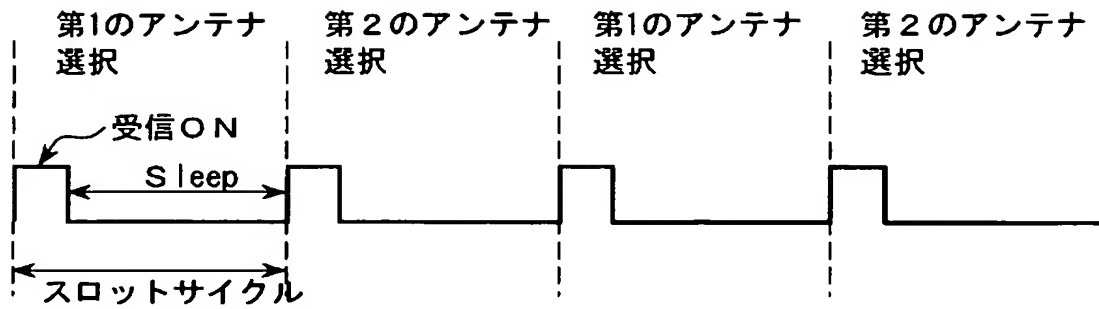 第1のアンテナ
選択
第２のアンテナ
選択
第1のアンテナ
選択
第２のアンテナ
選択
受信ＯＮ
Sleep
スロットサイクル